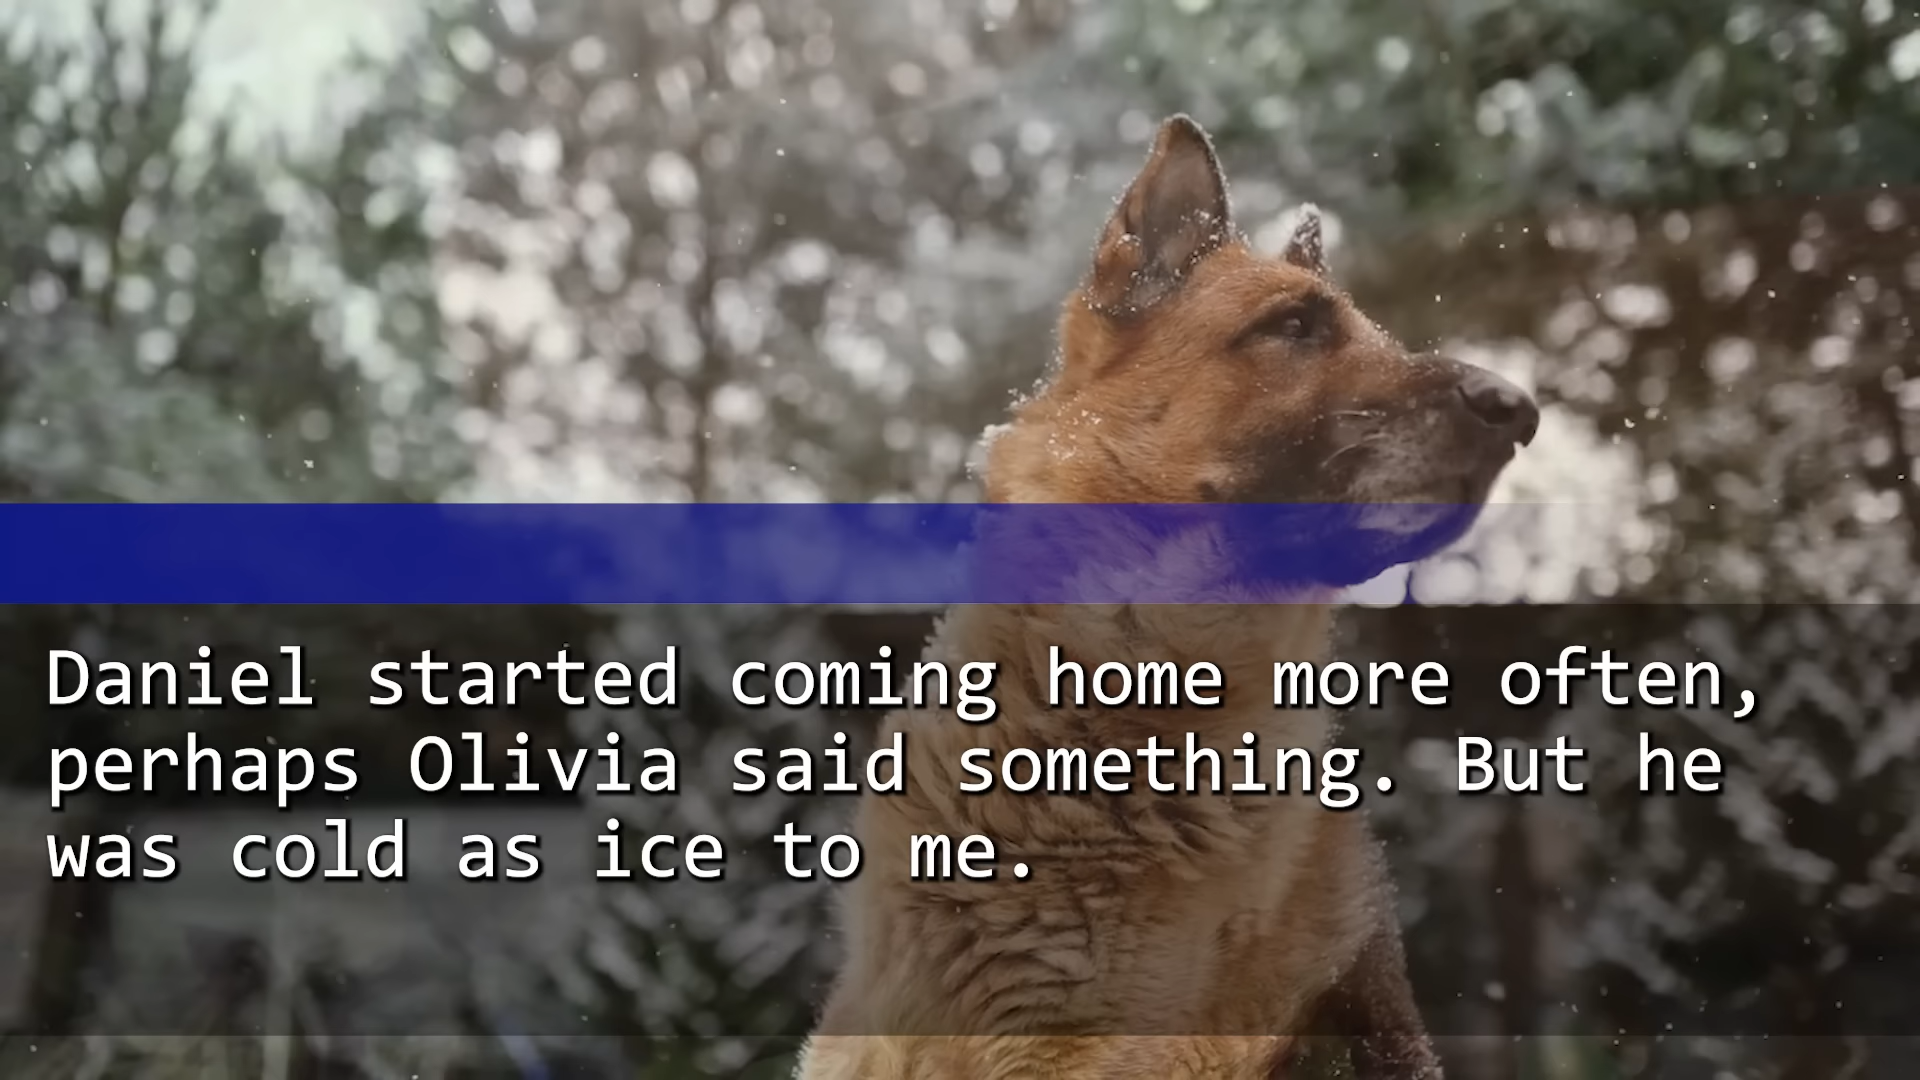 Daniel started coming home more often,
perhaps Olivia said something. But he
was cold as ice to me.